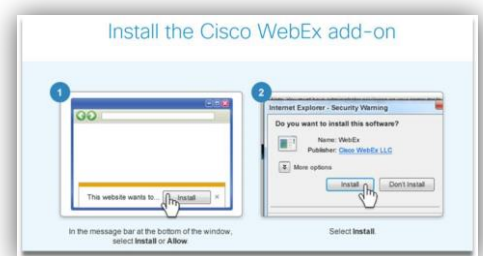 Install the Cisco WebEx add-on
1
This website wants to...
Install
×
In the message bar at the bottom of the window,
select Install or Allow.
2
Internet Explorer - Security Warning
Do you want to install this software?
Name: WebEx
Publisher: Cisco WebEx LLC
More options
Install
Don't Install
Select Install.